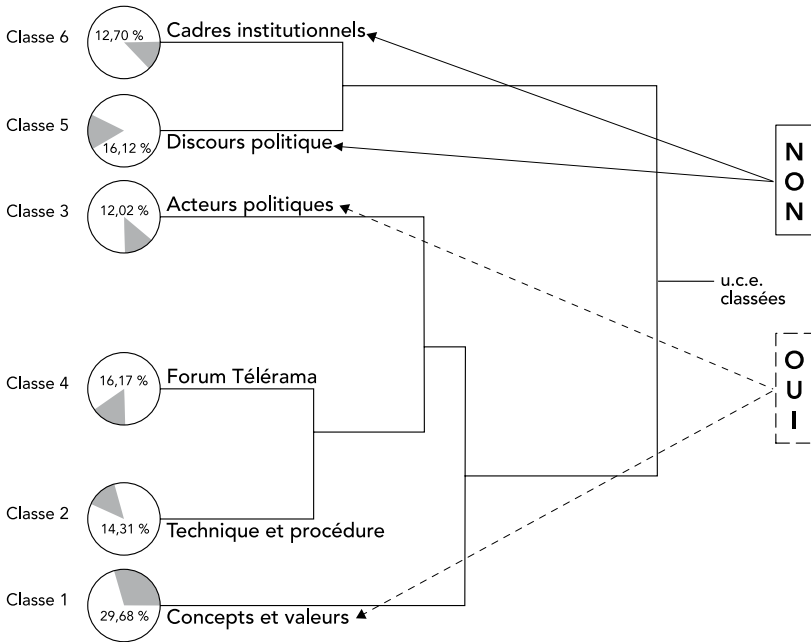 Classe 6
12,70 %
Cadres institutionnels
Classe 5
16,12 %
Discours politique
N
O
N
Classe 3
12,02 %
Acteurs politiques
u.c.e.
classées
Classe 4
16,17 %
Forum Télérama
O
U
I
Classe 2
14,31 %
Technique et procédure
Classe 1
29,68 %
Concepts et valeurs